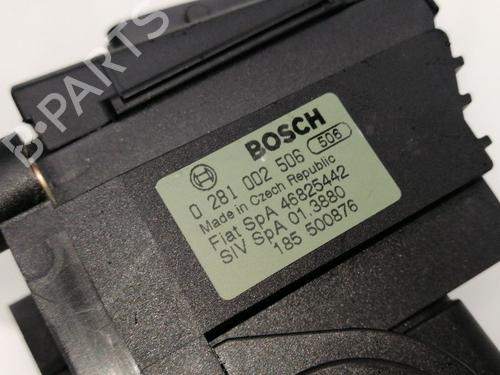 B-PARTS
BOSCH
0 281 002 506 506
Made in Czech Republic
Fiat SpA 46825442
SIV SpA 01.3880
185 500876